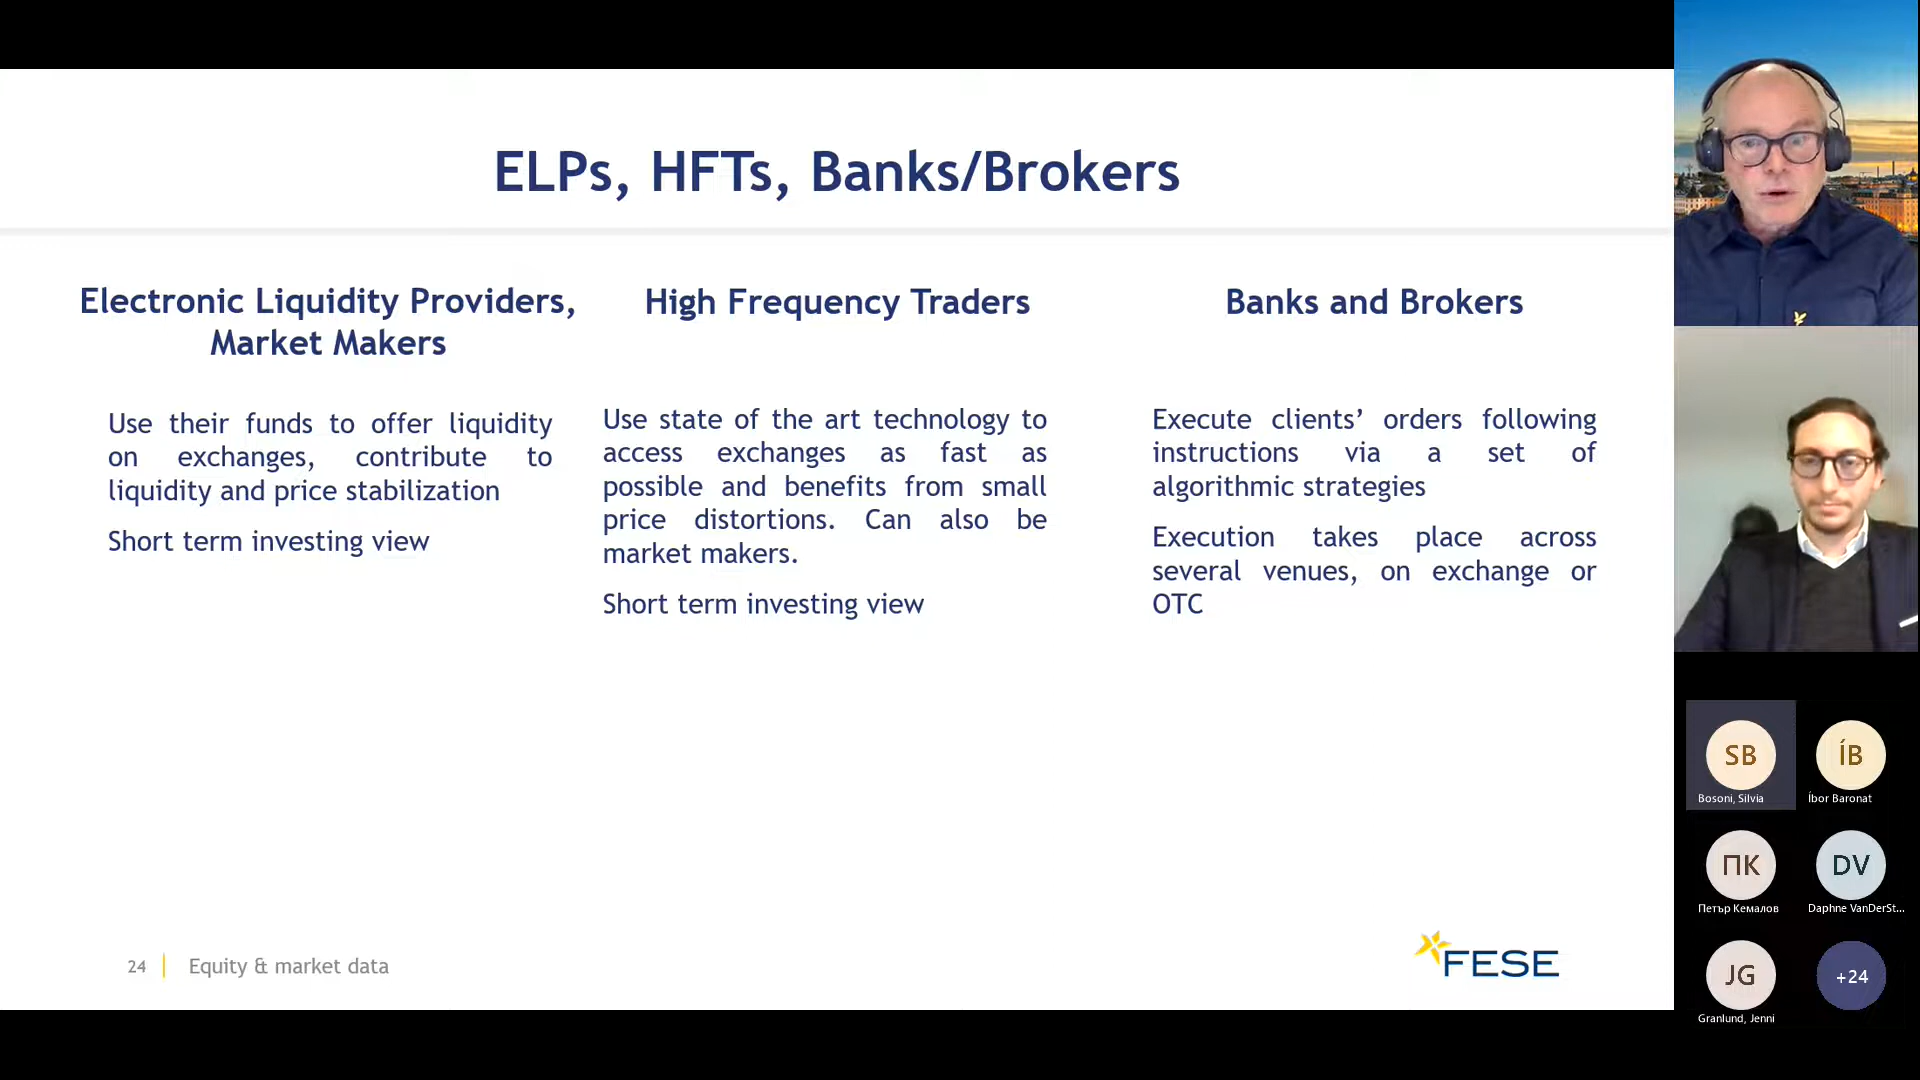 ELPs, HFTs, Banks/Brokers
Electronic Liquidity Providers,
Market Makers
Use their funds to offer liquidity
on exchanges, contribute to
liquidity and price stabilization
Short term investing view
High Frequency Traders
Use state of the art technology to
access exchanges as fast as
possible and benefits from small
price distortions. Can also be
market makers.
Short term investing view
Banks and Brokers
Execute clients’ orders following
instructions via a set of
algorithmic strategies
Execution takes place across
several venues, on exchange or
OTC
24
Equity & market data
FESE
SB
Bosoni, Silvia
ÍB
Íbor Baronat
ПК
Петър Кемалов
DV
Daphne VanDerSt...
JG
Granlund, Jenni
+24